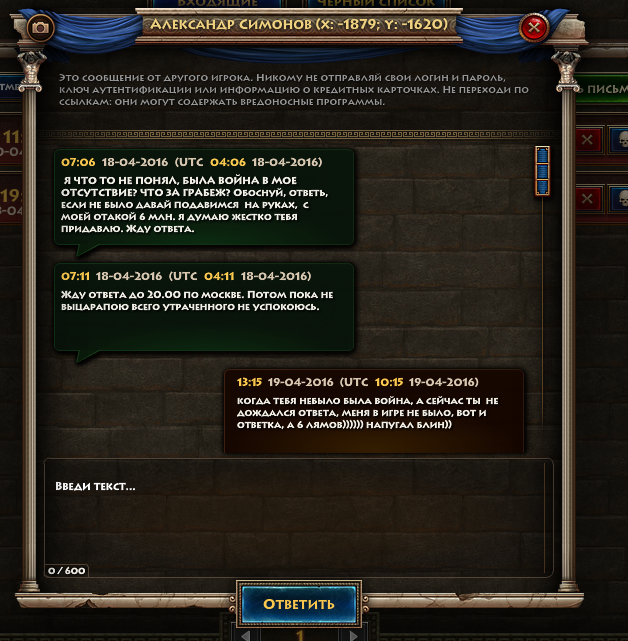 ВХОДЯЩИЕ
ЧЕРНЫЙ СПИСОК
АЛЕКСАНДР СИМОНОВ (X: -1879; Y: -1620)
ЭТО СООБЩЕНИЕ ОТ ДРУГОГО ИГРОКА. НИКОМУ НЕ ОТПРАВЛЯЙ СВОИ ЛОГИН И ПАРОЛЬ,
КЛЮЧ АУТЕНТИФИКАЦИИ ИЛИ ИНФОРМАЦИЮ О КРЕДИТНЫХ КАРТОЧКАХ. НЕ ПЕРЕХОДИ ПО
ССЫЛКАМ: ОНИ МОГУТ СОДЕРЖАТЬ ВРЕДОНОСНЫЕ ПРОГРАММЫ.
07:06 18-04-2016 (UTC 04:06 18-04-2016)
Я ЧТО ТО НЕ ПОНЯЛ, БЫЛА ВОЙНА В МОЕ
ОТСУТСТВИЕ? ЧТО ЗА ГРАБЕЖ? ОБОСНУЙ, ОТВЕТЬ,
ЕСЛИ НЕ БЫЛО ДАВАЙ ПОДАВИМСЯ НА РУКАХ, С
МОЕЙ ОТАКОЙ 6 МЛН. Я ДУМАЮ ЖЕСТКО ТЕБЯ
ПРИДАВЛЮ. ЖДУ ОТВЕТА.
07:11 18-04-2016 (UTC 04:11 18-04-2016)
ЖДУ ОТВЕТА ДО 20.00 ПО МОСКВЕ. ПОТОМ ПОКА НЕ
ВЫЦАРАПОЮ ВСЕГО УТРАЧЕННОГО НЕ УСПОКОЮСЬ.
13:15 19-04-2016 (UTC 10:15 19-04-2016)
КОГДА ТЕБЯ НЕБЫЛО БЫЛА ВОЙНА, А СЕЙЧАС ТЫ НЕ
ДОЖДАЛСЯ ОТВЕТА, МЕНЯ В ИГРЕ НЕ БЫЛО, ВОТ И
ОТВЕТКА, А 6 ЛЯМОВ)))))) НАПУГАЛ БЛИН))
ВВЕДИ ТЕКСТ...
0 / 600
ОТВЕТИТЬ
1